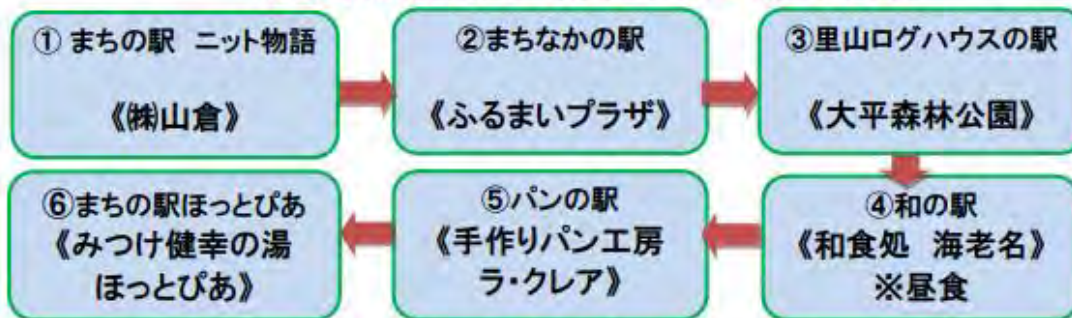 ① まちの駅 ニット物語
《㈱山倉》
②まちなかの駅
《ふるまいプラザ》
③里山ログハウスの駅
《大平森林公園》
④和の駅
《和食処 海老名》
※昼食
⑤パンの駅
《手作りパン工房
ラ・クレア》
⑥まちの駅ほっとぴあ
《みつけ健幸の湯
ほっとぴあ》